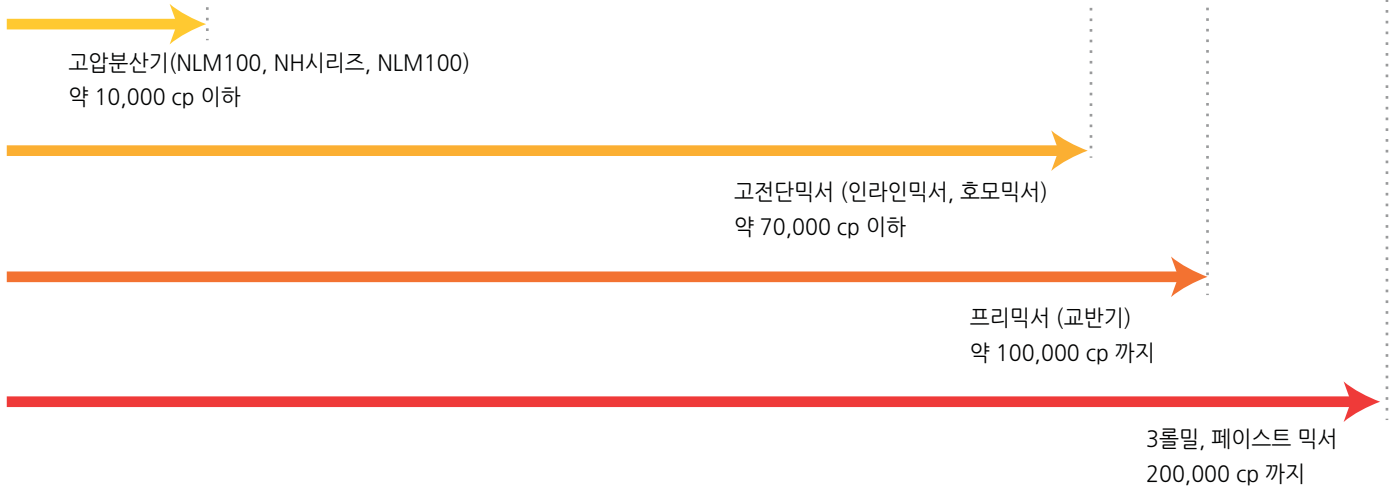 고압분산기(NLM100, NH시리즈, NLM100)
약 10,000 cp 이하
고전단믹서 (인라인믹서, 호모믹서)
약 70,000 cp 이하
프리믹서 (교반기)
약 100,000 cp 까지
3롤밀, 페이스트 믹서
200,000 cp 까지